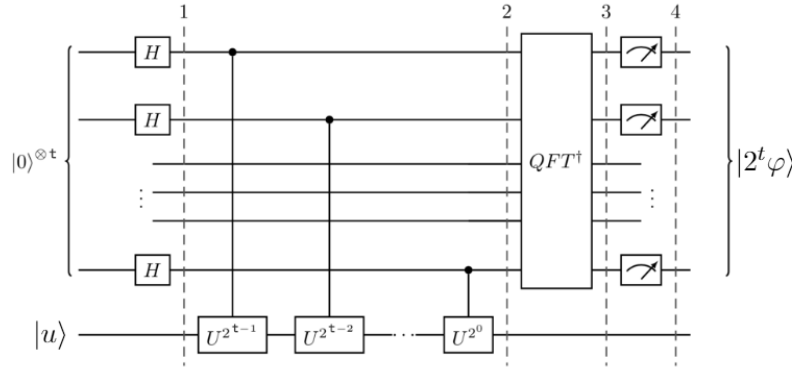 1 2 3 4
H
H
|0⟩^{⊗t}
QFT^†
|2^tφ⟩
⋮ ⋮
H
|u⟩ U^{2^{t−1}} U^{2^{t−2}} ... U^{2^0}